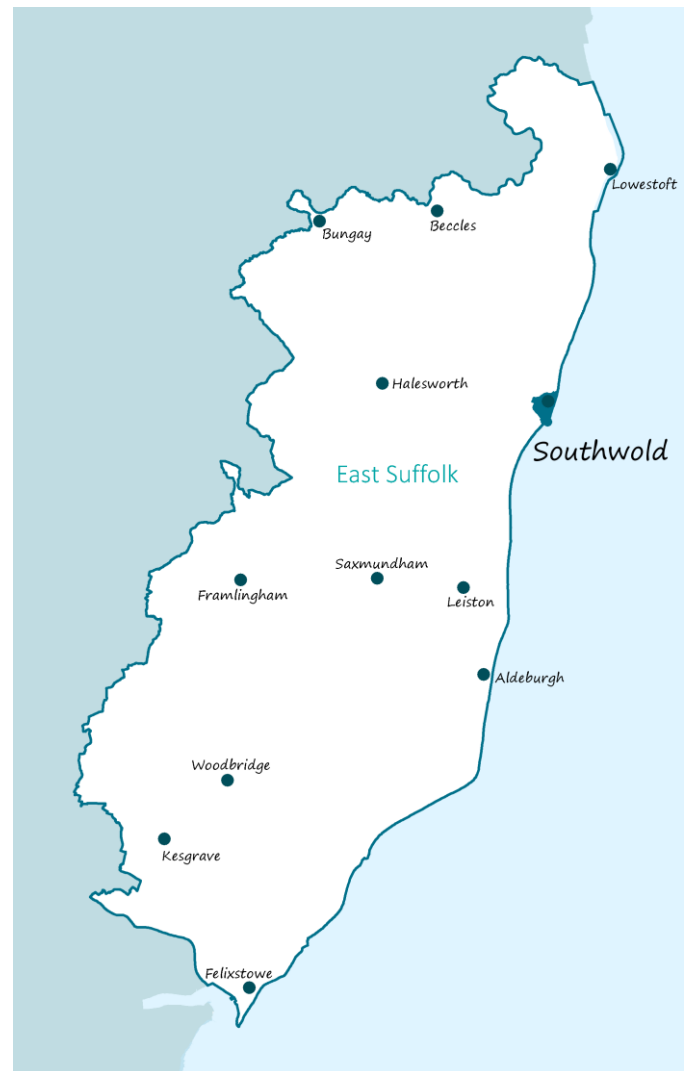 Lowestoft
Beccles
Bungay
Halesworth
Southwold
East Suffolk
Saxmundham
Framlingham
Leiston
Aldeburgh
Woodbridge
Kesgrave
Felixstowe